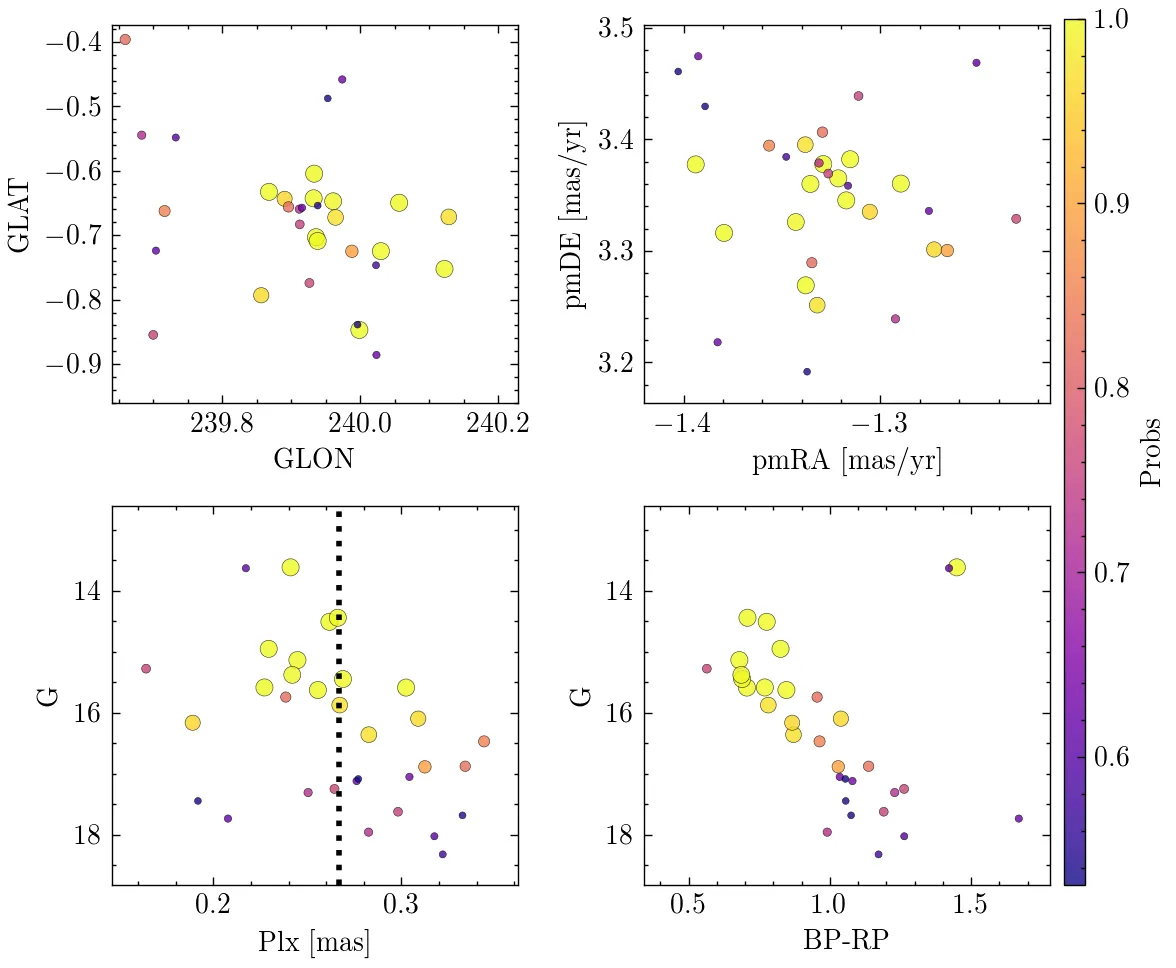 −0.4
−0.5
−0.6
−0.7
−0.8
−0.9
GLAT
239.8 240.0 240.2
GLON
3.5
3.4
3.3
3.2
pmDE [mas/yr]
−1.4 −1.3
pmRA [mas/yr]
14
16
18
G
0.2 0.3
Plx [mas]
14
16
18
G
0.5 1.0 1.5
BP-RP
1.0
0.9
0.8
0.7
0.6
Probs